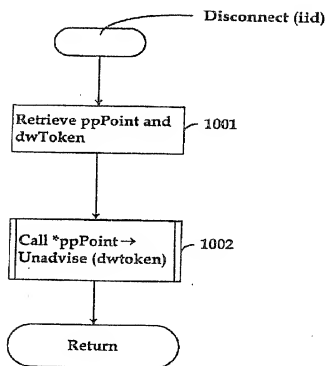 Disconnect (iid)
Retrieve ppPoint and
dwToken
1001
Call *ppPoint→
Unadvise (dwtoken)
1002
Return